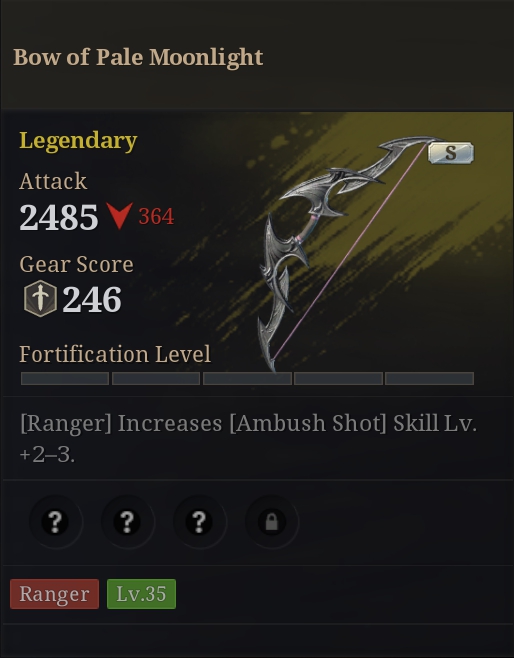 Bow of Pale Moonlight
Legendary
S
Attack
2485 364
Gear Score
246
Fortification Level
[Ranger] Increases [Ambush Shot] Skill Lv.
+2–3.
? ? ?
Ranger Lv.35